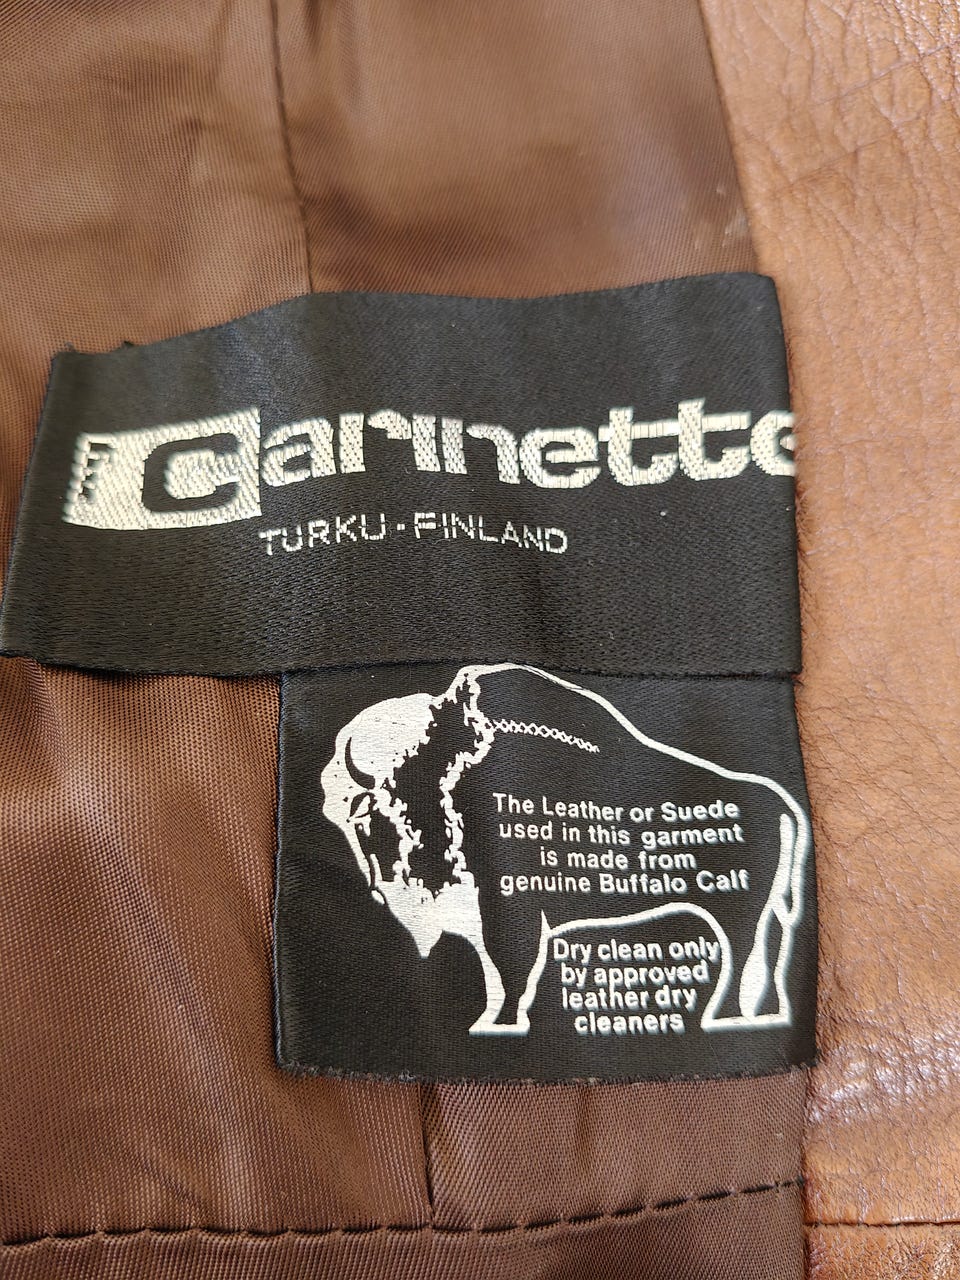 Carinette
TURKU-FINLAND
The Leather or Suede
used in this garment
is made from
genuine Buffalo Calf
Dry clean only
by approved
leather dry
cleaners